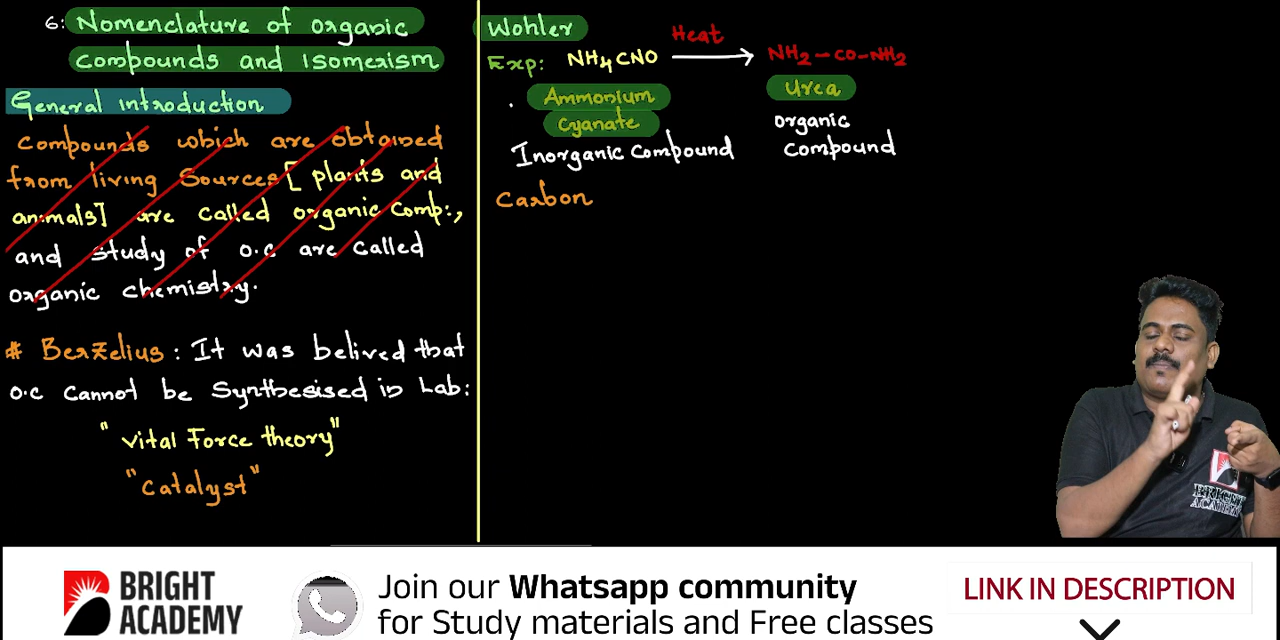 6: Nomenclature of organic
compounds and Isomerism
General introduction
Compounds which are obtained
from living Sources [ plants and
animals] are called organic Comp:,
and study of o.c are called
organic chemistry.
# Berzelius : It was belived that
o.c cannot be Synthesised in Lab:
"Vital Force theory"
"Catalyst"
Wohler
Exp: NH4CNO Heat NH2-CO-NH2
Ammonium
Cyanate
Inorganic Compound
Urea
organic
Compound
Carbon
BRIGHT
ACADEMY
BRIGHT
ACADEMY
Join our Whatsapp community
for Study materials and Free classes
LINK IN DESCRIPTION